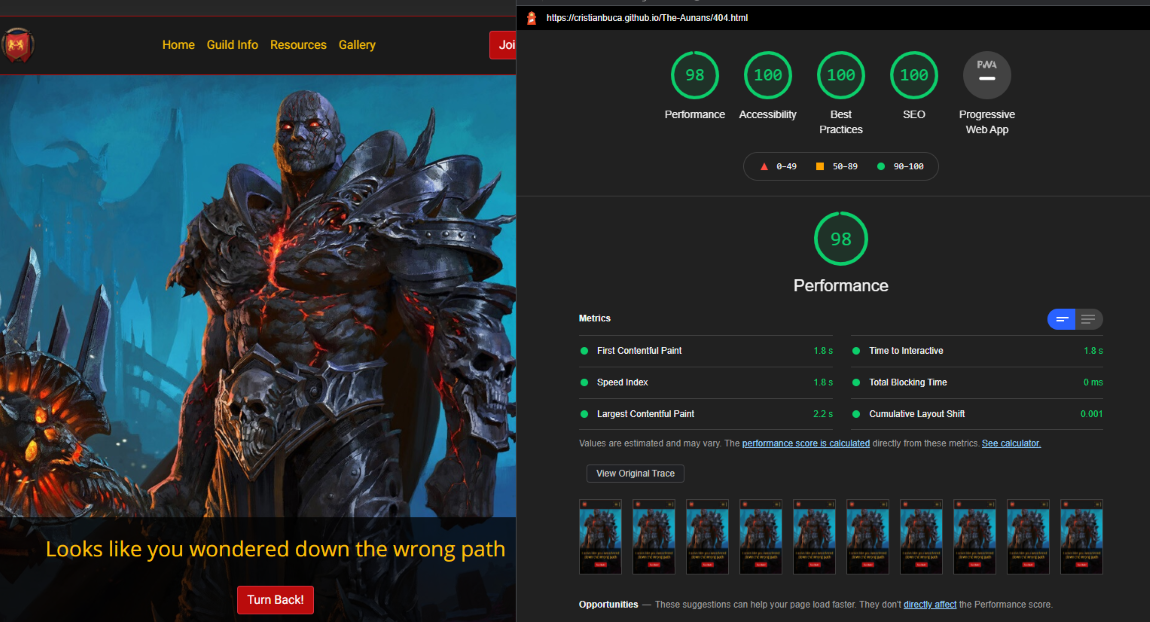 Home Guild Info Resources Gallery
Joi
Looks like you wondered down the wrong path
Turn Back!
https://cristianbuca.github.io/The-Aunans/404.html
98 100 100 100 PWA
Performance Accessibility Best Practices SEO Progressive Web App
0-49 50-89 90-100
98
Performance
Metrics
First Contentful Paint 1.8 s
Time to Interactive 1.8 s
Speed Index 1.8 s
Total Blocking Time 0 ms
Largest Contentful Paint 2.2 s
Cumulative Layout Shift 0.001
Values are estimated and may vary. The performance score is calculated directly from these metrics. See calculator.
View Original Trace
Opportunities — These suggestions can help your page load faster. They don't directly affect the Performance score.